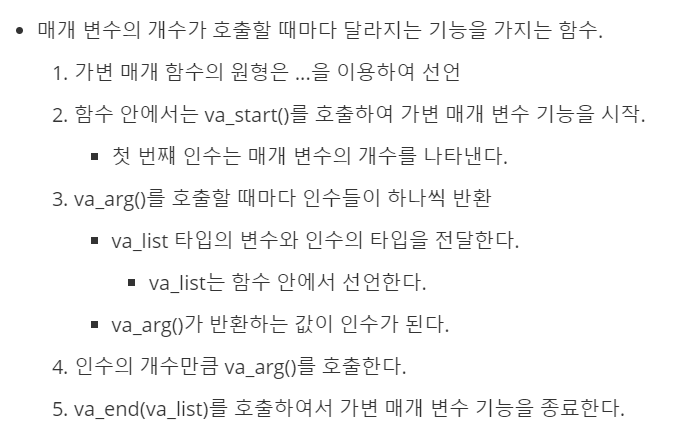 매개 변수의 개수가 호출할 때마다 달라지는 기능을 가지는 함수.
1. 가변 매개 함수의 원형은 ...을 이용하여 선언
2. 함수 안에서는 va_start()를 호출하여 가변 매개 변수 기능을 시작.
첫 번쨰 인수는 매개 변수의 개수를 나타낸다.
3. va_arg()를 호출할 때마다 인수들이 하나씩 반환
va_list 타입의 변수와 인수의 타입을 전달한다.
va_list는 함수 안에서 선언한다.
va_arg()가 반환하는 값이 인수가 된다.
4. 인수의 개수만큼 va_arg()를 호출한다.
5. va_end(va_list)를 호출하여서 가변 매개 변수 기능을 종료한다.